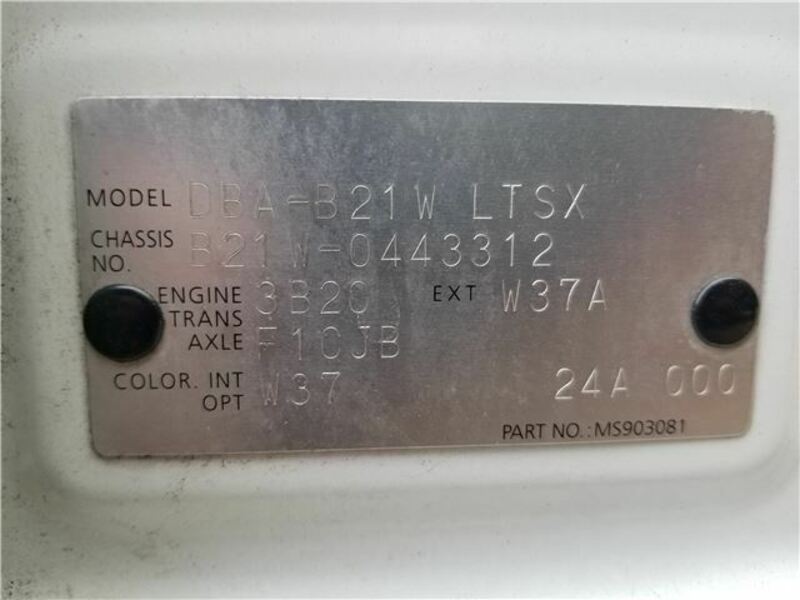 MODEL DBA-B21W LTSX
CHASSIS NO. B21W-0443312
ENGINE 3B20 EXT W37A
TRANS AXLE F1CJB
COLOR. INT OPT W37 24A 000
PART NO.: MS903081